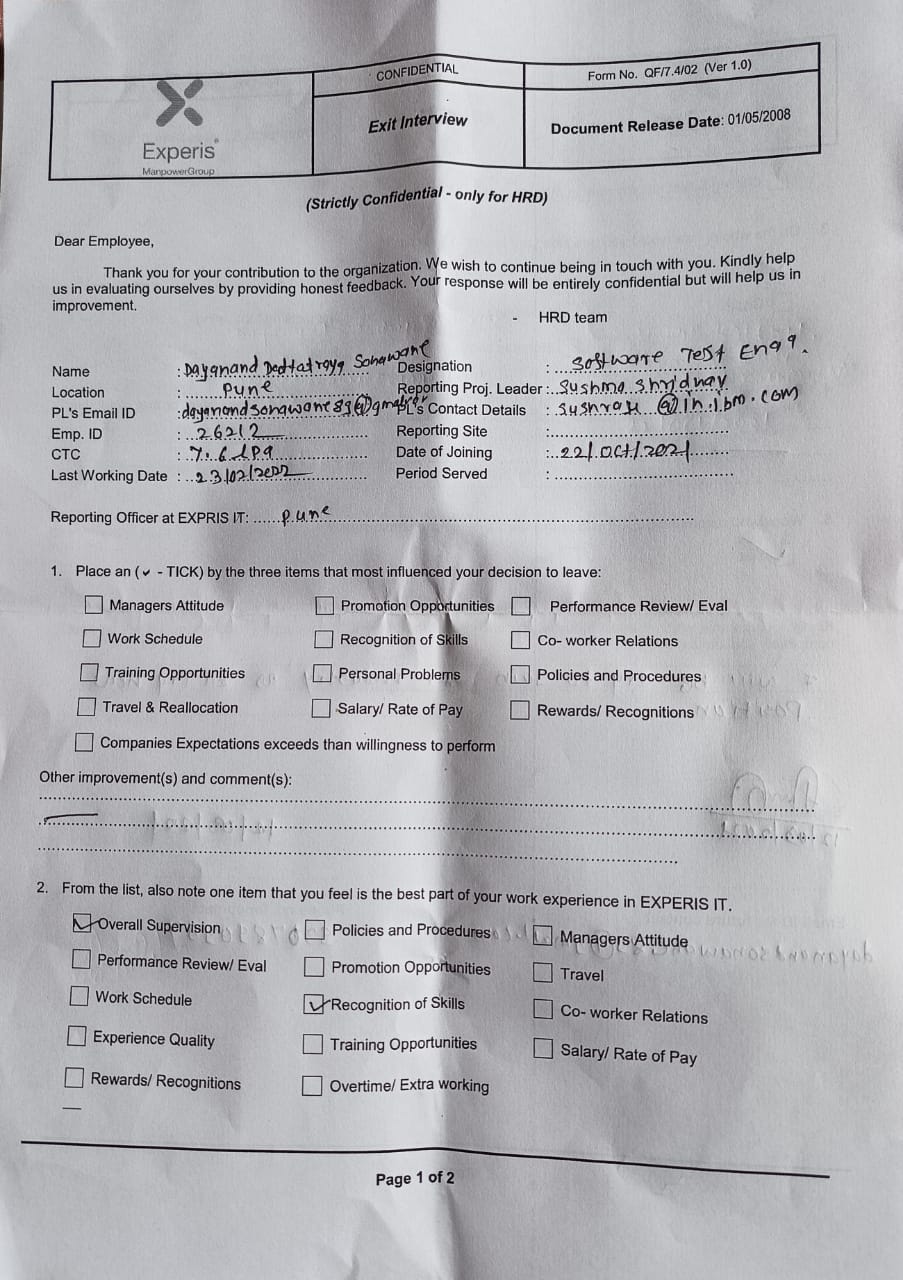 CONFIDENTIAL
Form No. QF/7.4/02 (Ver 1.0)
Experis®
ManpowerGroup
Exit Interview
Document Release Date: 01/05/2008
(Strictly Confidential - only for HRD)
Dear Employee,
Thank you for your contribution to the organization. We wish to continue being in touch with you. Kindly help
us in evaluating ourselves by providing honest feedback. Your response will be entirely confidential but will help us in
improvement.
- HRD team
Name : Dayanand Dattatraya Sonawane Designation : Software Test Engg.
Location : Pune Reporting Proj. Leader : Sushma shridhar
PL's Email ID : PL's Contact Details : @in.ibm.com
Emp. ID : 26212 Reporting Site :
CTC : 7.6 LPA Date of Joining : 22/Oct/2021
Last Working Date : 23/02/2022 Period Served :
Reporting Officer at EXPRIS IT: pune
1. Place an (✓ - TICK) by the three items that most influenced your decision to leave:
Managers Attitude Promotion Opportunities Performance Review/ Eval
Work Schedule Recognition of Skills Co- worker Relations
Training Opportunities Personal Problems Policies and Procedures
Travel & Reallocation Salary/ Rate of Pay Rewards/ Recognitions
Companies Expectations exceeds than willingness to perform
Other improvement(s) and comment(s):
2. From the list, also note one item that you feel is the best part of your work experience in EXPERIS IT.
Overall Supervision Policies and Procedures Managers Attitude
Performance Review/ Eval Promotion Opportunities Travel
Work Schedule Recognition of Skills Co- worker Relations
Experience Quality Training Opportunities Salary/ Rate of Pay
Rewards/ Recognitions Overtime/ Extra working
Page 1 of 2